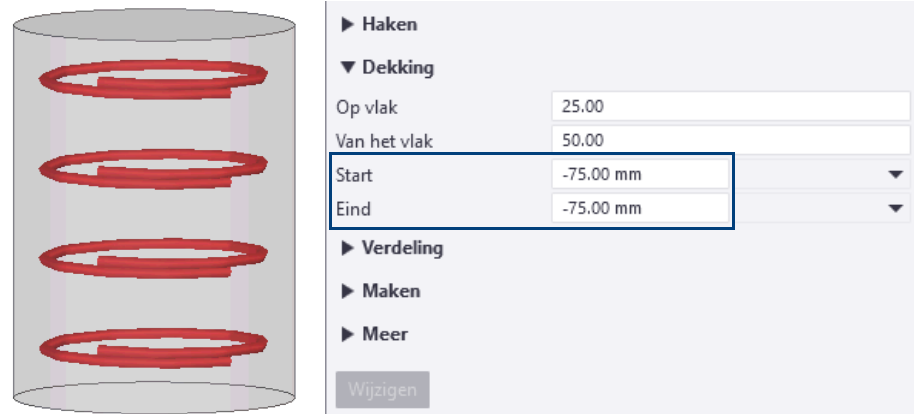 Haken
Dekking
Op vlak 25.00
Van het vlak 50.00
Start -75.00 mm
Eind -75.00 mm
Verdeling
Maken
Meer
Wijzigen